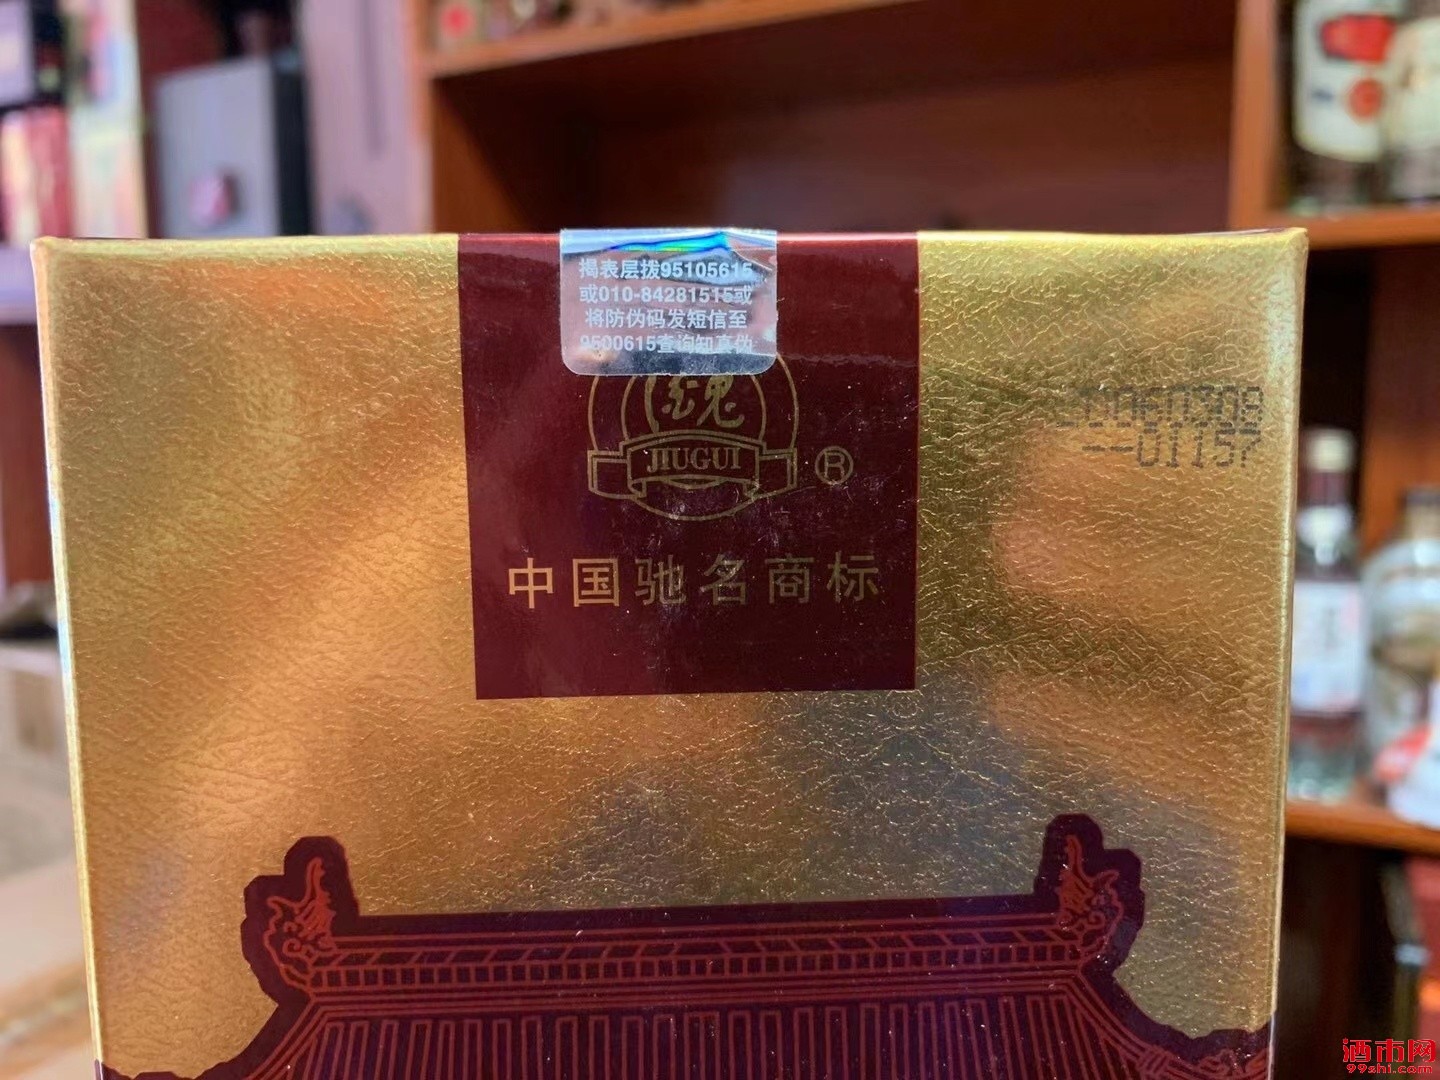 揭表层拨95105615
或010-84281515或
将防伪码发短信至
9500615查询知真伪
JIUGUI
®
中国驰名商标
20060308
--01157
酒市网
99shi.com